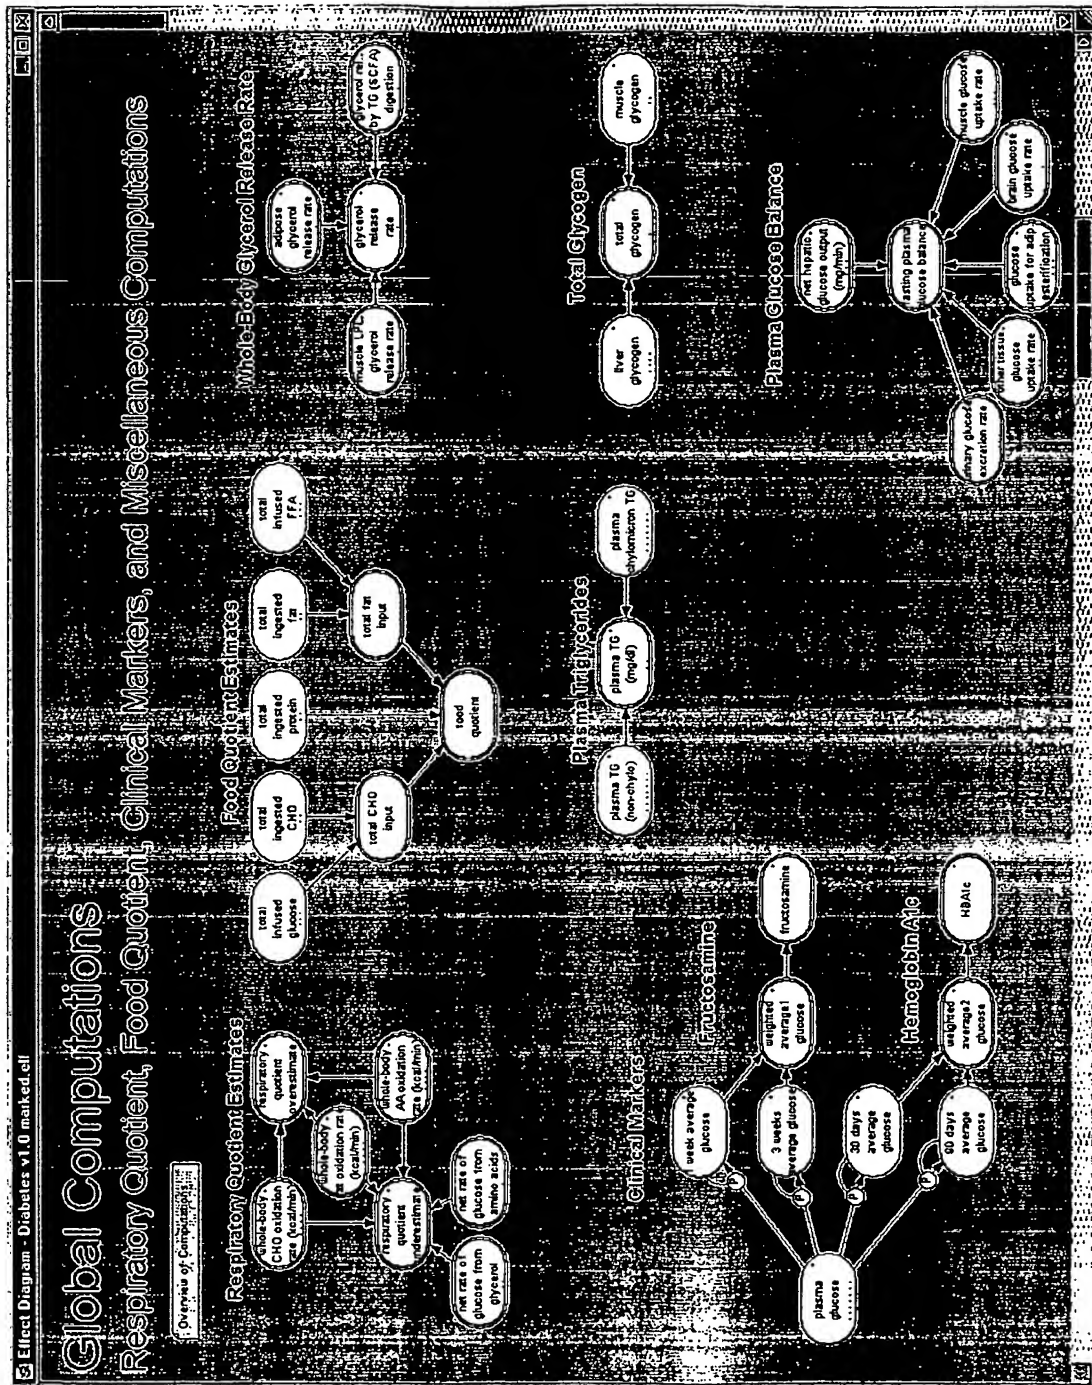 Effect Diagram - Diabetes v1.0 marked.elf
Global Computations
Respiratory Quotient, Food Quotient, Clinical Markers, and Miscellaneous Computations
Overview of Computations
Respiratory Quotient Estimates
whole-body
CHO oxidation
rate (kcal/min)
respiratory
quotient
overestimate
whole-body
fat oxidation rate
(kcal/min)
respiratory
quotient
underestimate
whole-body
AA oxidation
rate (kcal/min)
net rate of
glucose from
glycerol
net rate of
glucose from
amino acids
Food Quotient Estimates
total
infused
glucose
total
ingested
CHO
total
ingested
protein
total
ingested
fat
total
infused
FFA
total CHO
input
total fat
input
food
quotient
Whole-Body Glycerol Release Rate
adipose
glycerol
release rate
muscle LPL
glycerol
release rate
glycerol
release
rate
glycerol rel.
by TG (SCFA)
digestion
Clinical Markers
plasma
glucose
week average
glucose
3 weeks
average glucose
30 days
average
glucose
90 days
average
glucose
Fructosamine
weighted
average1
glucose
fructosamine
Hemoglobin A1c
weighted
average2
glucose
HBA1c
Plasma Triglycerides
plasma TG
(non-chylo)
plasma TG
(mg/dl)
plasma
chylomicron TG
Total Glycogen
liver
glycogen
total
glycogen
muscle
glycogen
Plasma Glucose Balance
net hepatic
glucose output
(mg/min)
fasting plasma
glucose balance
urinary glucose
excretion rate
other tissue
glucose
uptake rate
glucose
uptake for adip
esterification
brain glucose
uptake rate
muscle glucose
uptake rate